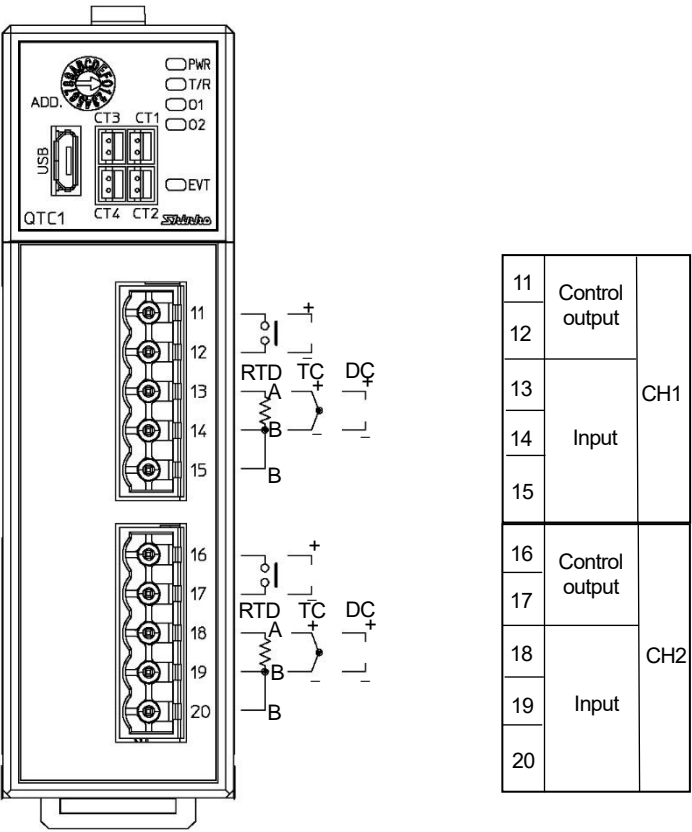 PWR
T/R
ADD.
O1
CT3 CT1
O2
USB
EVT
CT4 CT2
QTC1
Shinko
11
+
12
–
RTD TC DC
13
A
+
+
14
B
–
–
15
B
16
+
17
–
RTD TC DC
18
A
+
+
19
B
–
–
20
B
11
Control
output
12
13
14
Input
15
CH1
16
Control
output
17
18
19
Input
20
CH2